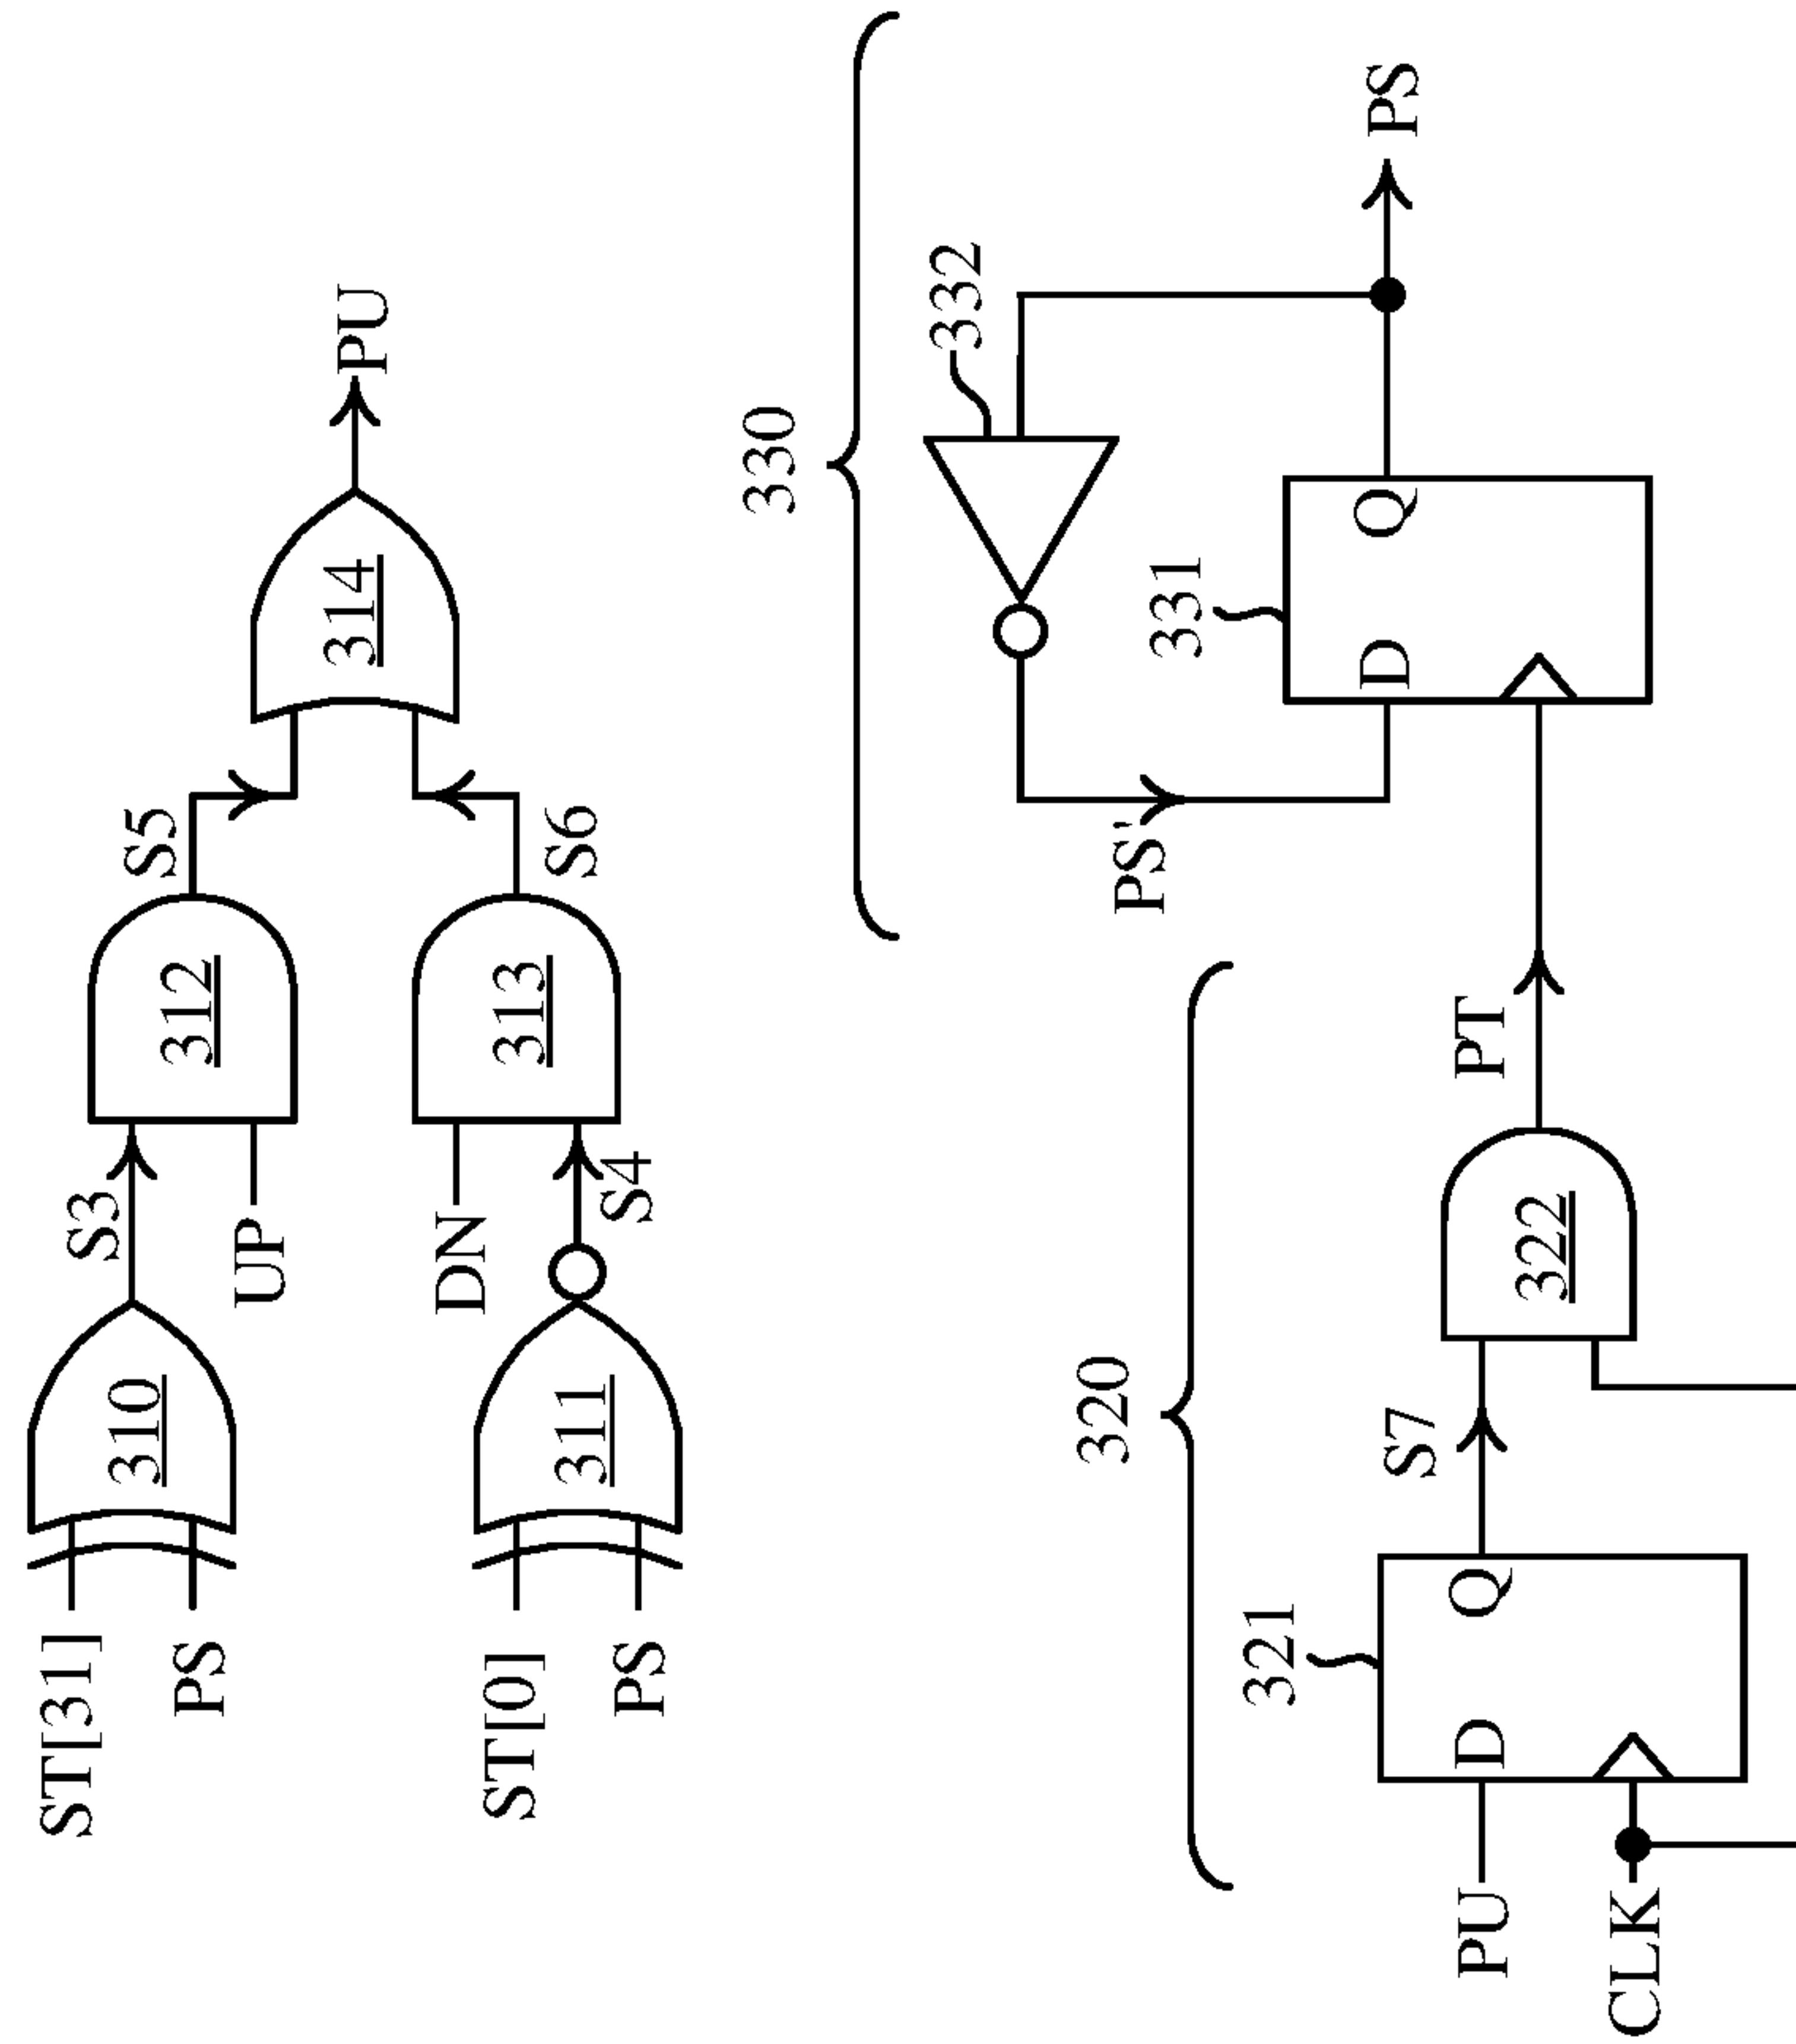 ST[31]
PS
310
S3
UP
312
S5
ST[0]
PS
311
S4
DN
313
S6
314
PU
320
PU
CLK
321
D
Q
S7
322
PT
330
PS'
332
331
D
Q
PS